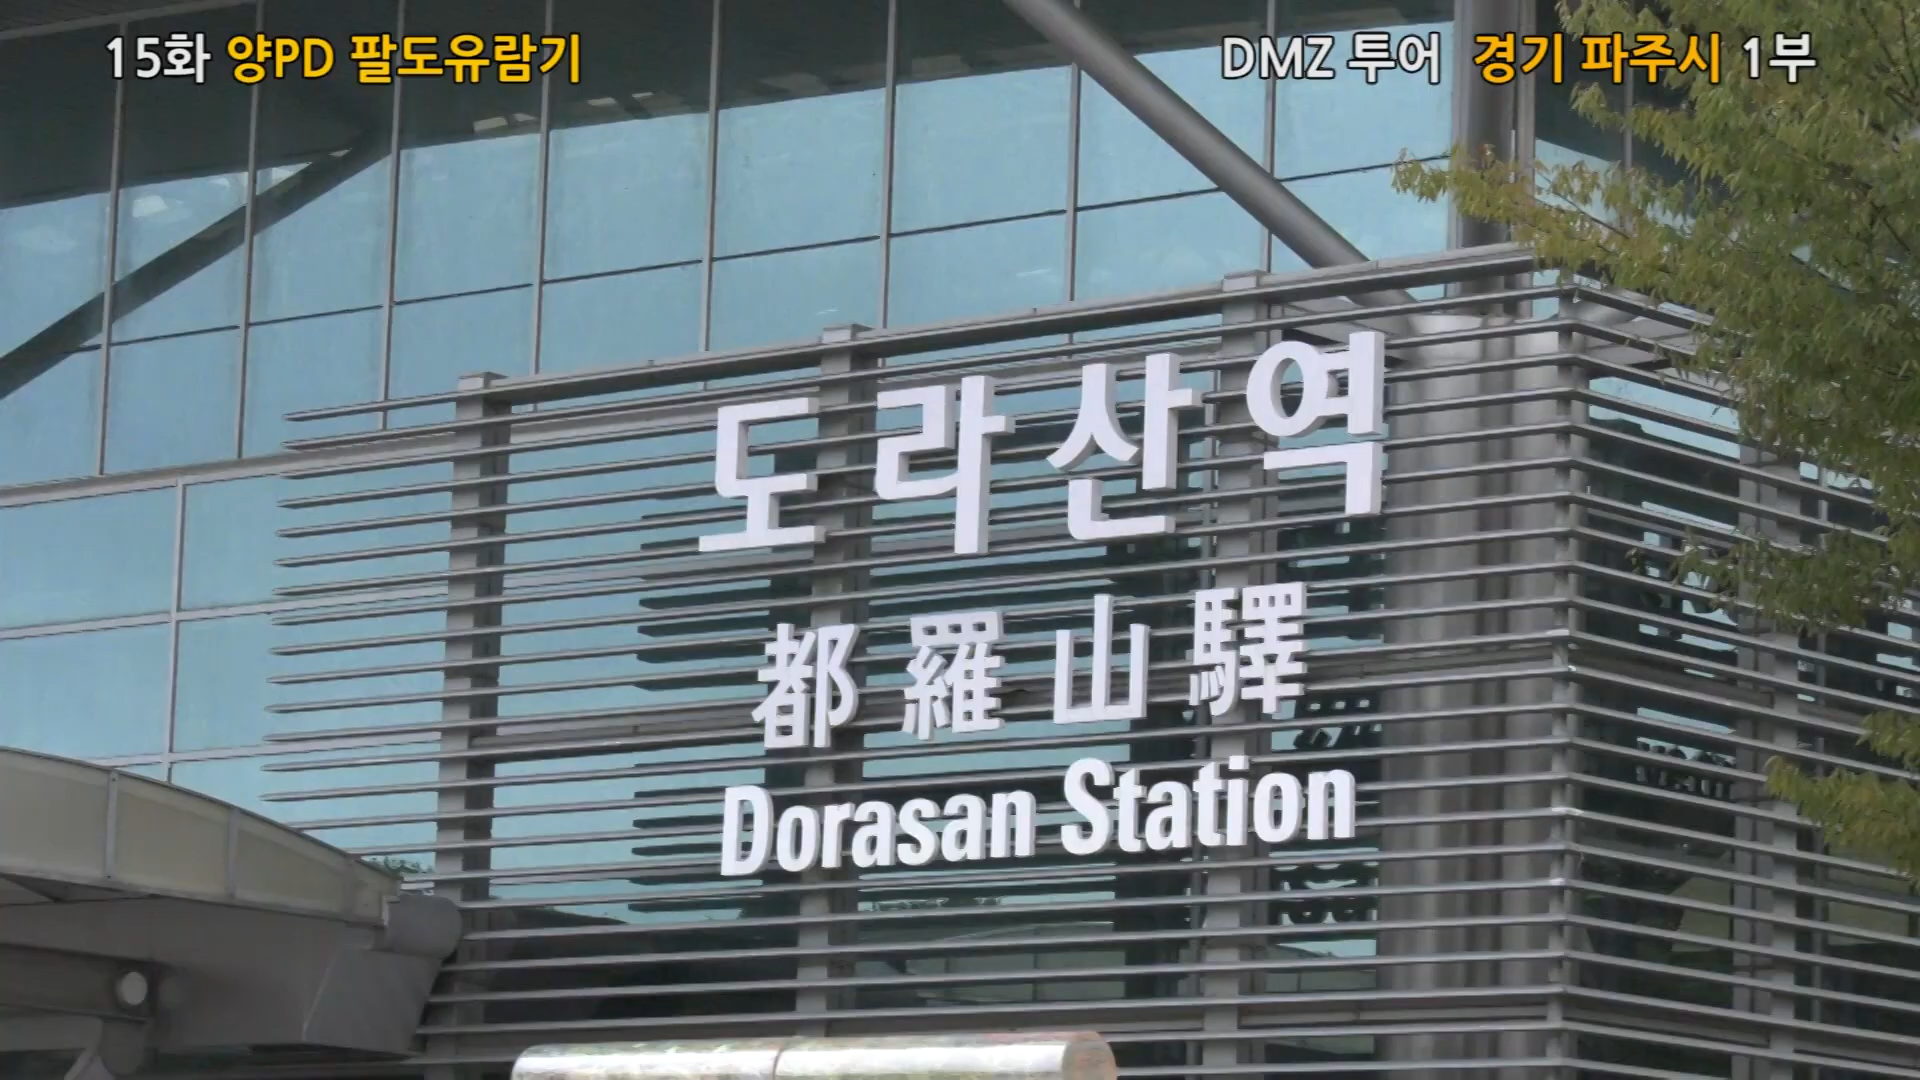 15화 양PD 팔도유람기
DMZ 투어 경기 파주시 1부
도라산역
都羅山驛
Dorasan Station